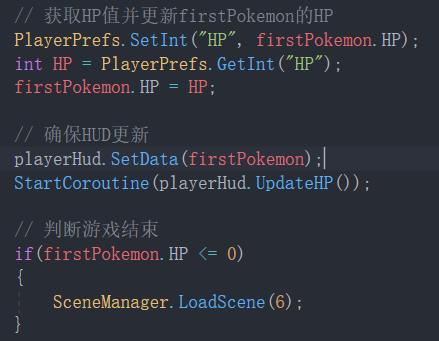 // 获取HP值并更新firstPokemon的HP
PlayerPrefs.SetInt("HP", firstPokemon.HP);
int HP = PlayerPrefs.GetInt("HP");
firstPokemon.HP = HP;
// 确保HUD更新
playerHud.SetData(firstPokemon);
StartCoroutine(playerHud.UpdateHP());
// 判断游戏结束
if(firstPokemon.HP <= 0)
{
SceneManager.LoadScene(6);
}